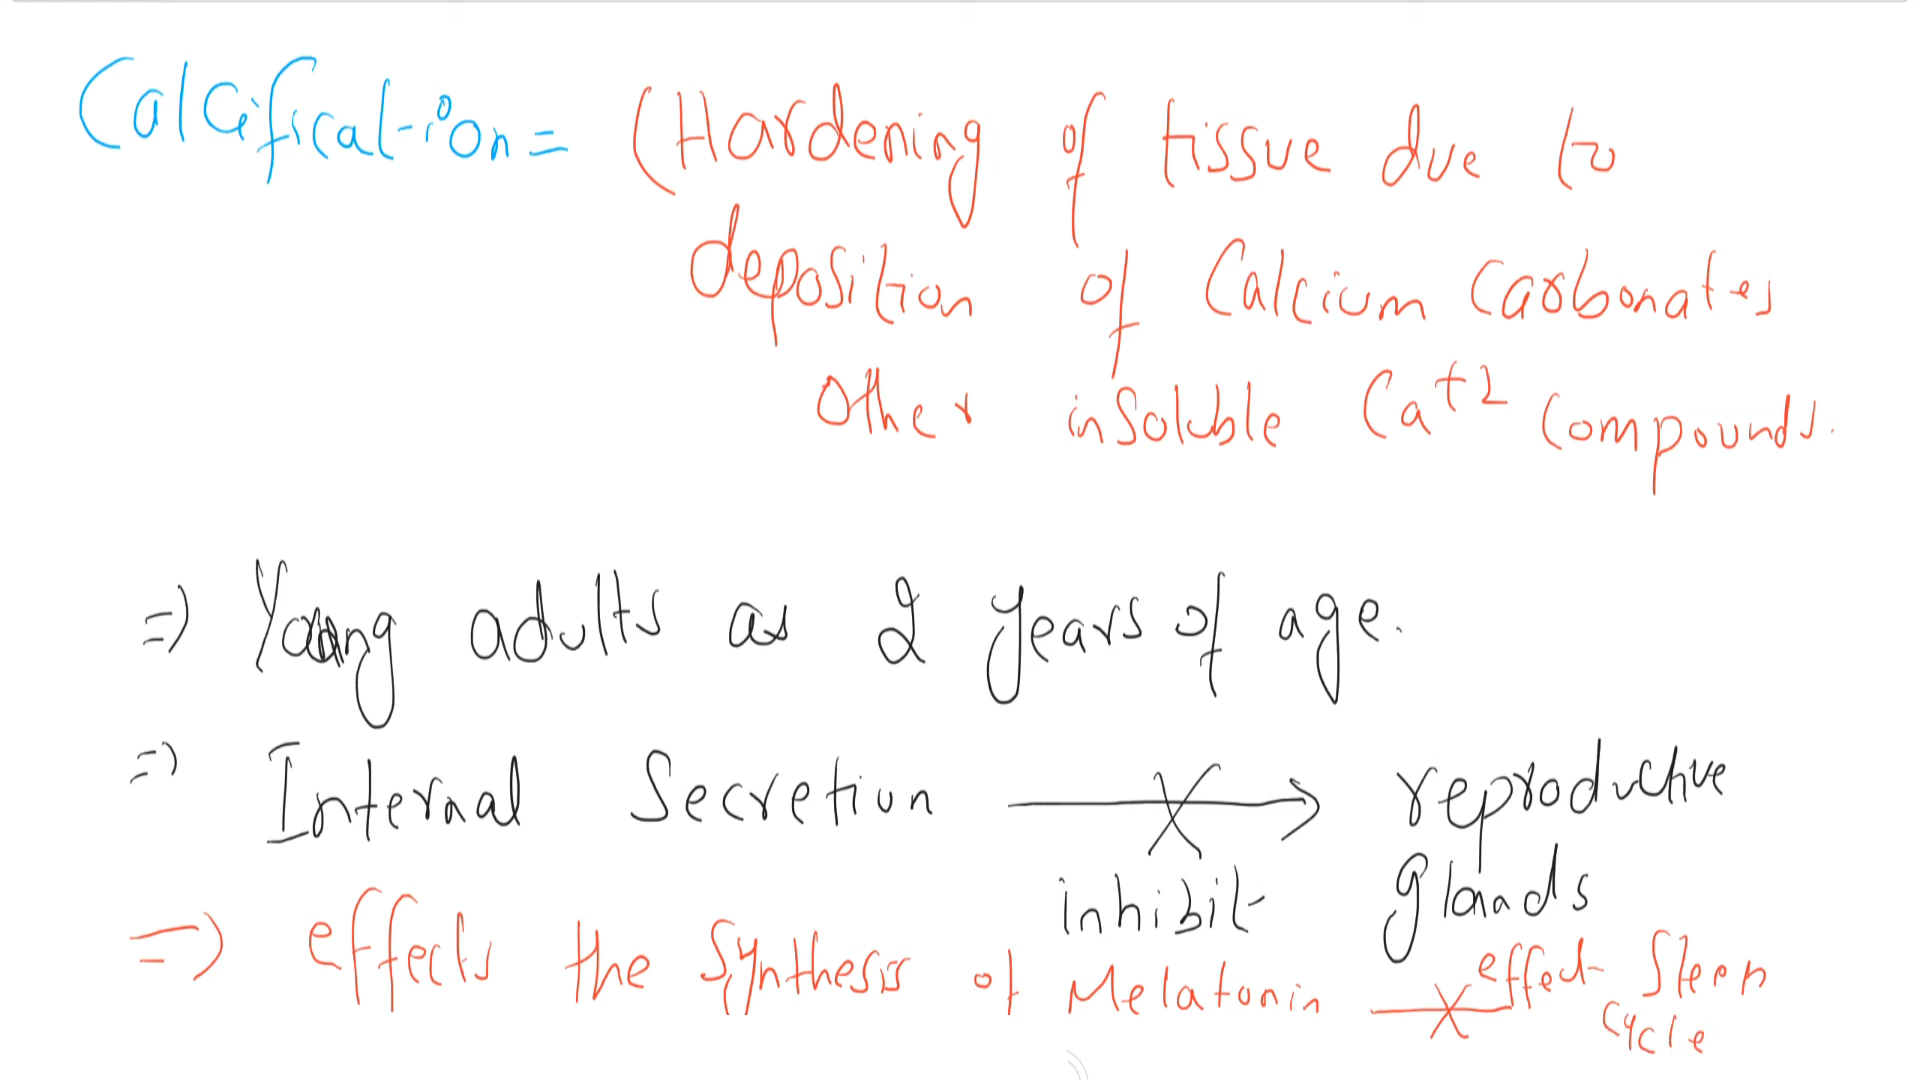 Calcification = (Hardening of tissue due to
deposition of Calcium Carbonates
Other insoluble Ca+2 Compounds.
=> Young adults as 2 years of age.
=> Internal Secretion ⟶ reproductive
inhibit glands
=> effects the Synthesis of Melatonin effect Sleep
Cycle